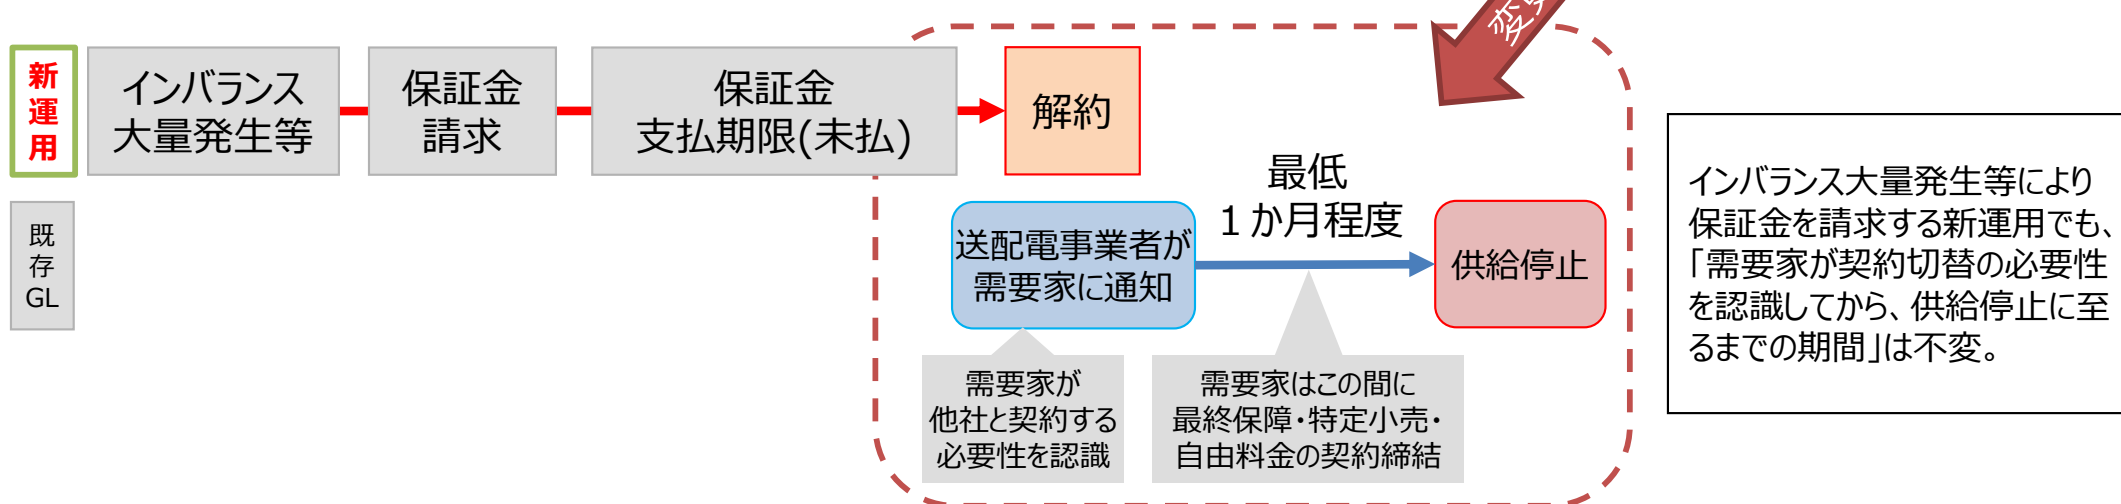 新
運
用
インバランス
大量発生等
保証金
請求
保証金
支払期限(未払)
解約
既
存
GL
送配電事業者が
需要家に通知
最低
１か月程度
供給停止
需要家が
他社と契約する
必要性を認識
需要家はこの間に
最終保障・特定小売・
自由料金の契約締結
インバランス大量発生等により
保証金を請求する新運用でも、
「需要家が契約切替の必要性
を認識してから、供給停止に至
るまでの期間」は不変。